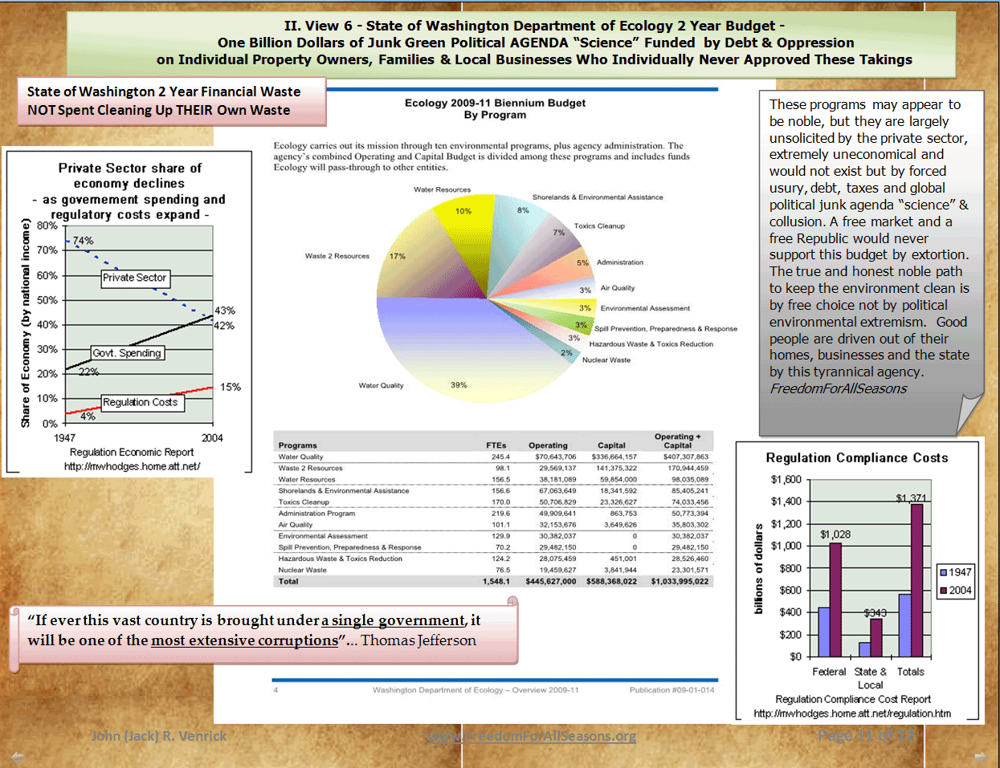 II. View 6 - State of Washington Department of Ecology 2 Year Budget -
One Billion Dollars of Junk Green Political AGENDA “Science” Funded by Debt & Oppression
on Individual Property Owners, Families & Local Businesses Who Individually Never Approved These Takings
State of Washington 2 Year Financial Waste
NOT Spent Cleaning Up THEIR Own Waste
Private Sector share of
economy declines
- as governement spending and
regulatory costs expand -
Share of Economy (by national income)
80%
70%
60%
50%
40%
30%
20%
10%
0%
74%
Private Sector
43%
42%
Govt. Spending
22%
Regulation Costs
15%
4%
1947 2004
Regulation Economic Report
http://mwhodges.home.att.net/
Ecology 2009-11 Biennium Budget
By Program
Ecology carries out its mission through ten environmental programs, plus agency administration. The
agency’s combined Operating and Capital Budget is divided among these programs and includes funds
Ecology will pass-through to other entities.
Water Resources
10%
Shorelands & Environmental Assistance
8%
Toxics Cleanup
7%
Waste 2 Resources
17%
5% Administration
3% Air Quality
3% Environmental Assessment
3% Spill Prevention, Preparedness & Response
3% Hazardous Waste & Toxics Reduction
2% Nuclear Waste
Water Quality
39%
Programs FTEs Operating Capital Operating + Capital
Water Quality 245.4 $70,643,706 $336,664,157 $407,307,863
Waste 2 Resources 98.1 29,569,137 141,375,322 170,944,459
Water Resources 156.5 38,181,089 59,854,000 98,035,089
Shorelands & Environmental Assistance 156.6 67,063,649 18,341,592 85,405,241
Toxics Cleanup 170.0 50,706,829 23,326,627 74,033,456
Administration Program 219.6 49,909,641 863,753 50,773,394
Air Quality 101.1 32,153,676 3,649,626 35,803,302
Environmental Assessment 129.9 30,382,037 0 30,382,037
Spill Prevention, Preparedness & Response 70.2 29,482,150 0 29,482,150
Hazardous Waste & Toxics Reduction 124.2 28,075,459 451,001 28,526,460
Nuclear Waste 76.5 19,459,627 3,841,944 23,301,571
Total 1,548.1 $445,627,000 $588,368,022 $1,033,995,022
These programs may appear to
be noble, but they are largely
unsolicited by the private sector,
extremely uneconomical and
would not exist but by forced
usury, debt, taxes and global
political junk agenda “science” &
collusion. A free market and a
free Republic would never
support this budget by extortion.
The true and honest noble path
to keep the environment clean is
by free choice not by political
environmental extremism. Good
people are driven out of their
homes, businesses and the state
by this tyrannical agency.
FreedomForAllSeasons
Regulation Compliance Costs
billions of dollars
$1,600
$1,400
$1,200
$1,000
$800
$600
$400
$200
$0
$1,028
$343
$1,371
1947
2004
Federal State & Local Totals
Regulation Compliance Cost Report
http://mwhodges.home.att.net/regulation.htm
“If ever this vast country is brought under a single government, it
will be one of the most extensive corruptions”... Thomas Jefferson
4 Washington Department of Ecology – Overview 2009-11 Publication #09-01-014
John (Jack) R. Venrick www.FreedomForAllSeasons.org Page 11 of